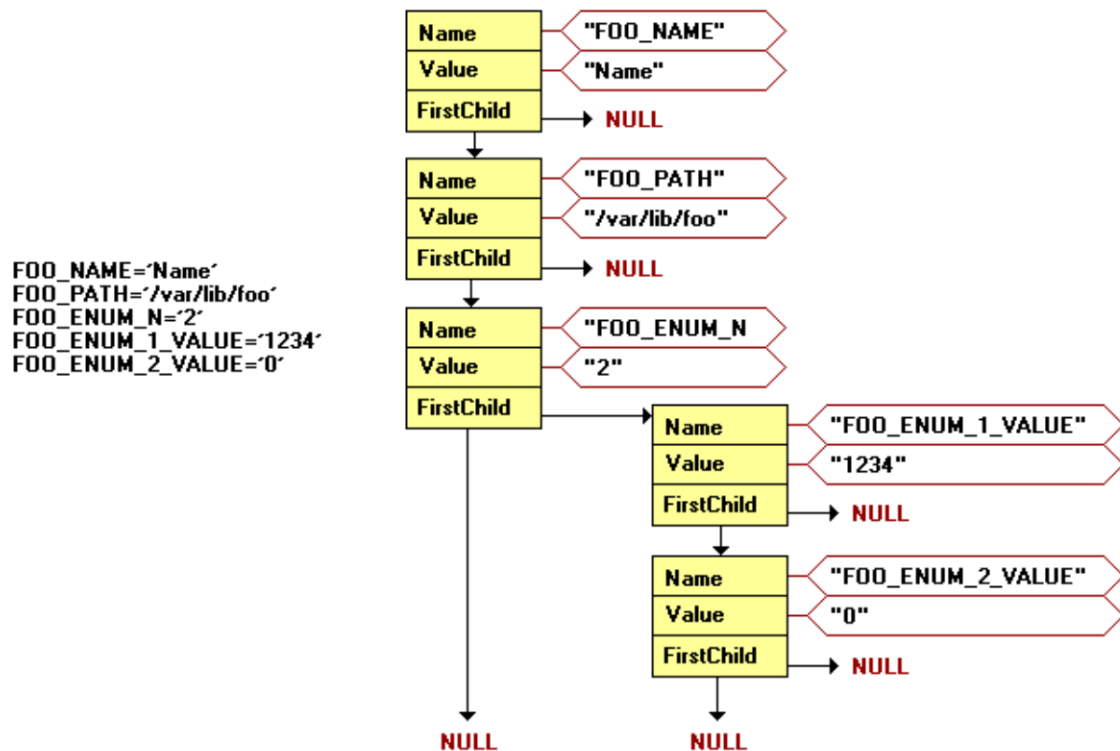 Name "FOO_NAME"
Value "Name"
FirstChild NULL
Name "FOO_PATH"
Value "/var/lib/foo"
FirstChild NULL
FOO_NAME=´Name´
FOO_PATH=´/var/lib/foo´
FOO_ENUM_N=´2´
FOO_ENUM_1_VALUE=´1234´
FOO_ENUM_2_VALUE=´0´
Name "FOO_ENUM_N
Value "2"
FirstChild
Name "FOO_ENUM_1_VALUE"
Value "1234"
FirstChild NULL
Name "FOO_ENUM_2_VALUE"
Value "0"
FirstChild NULL
NULL NULL